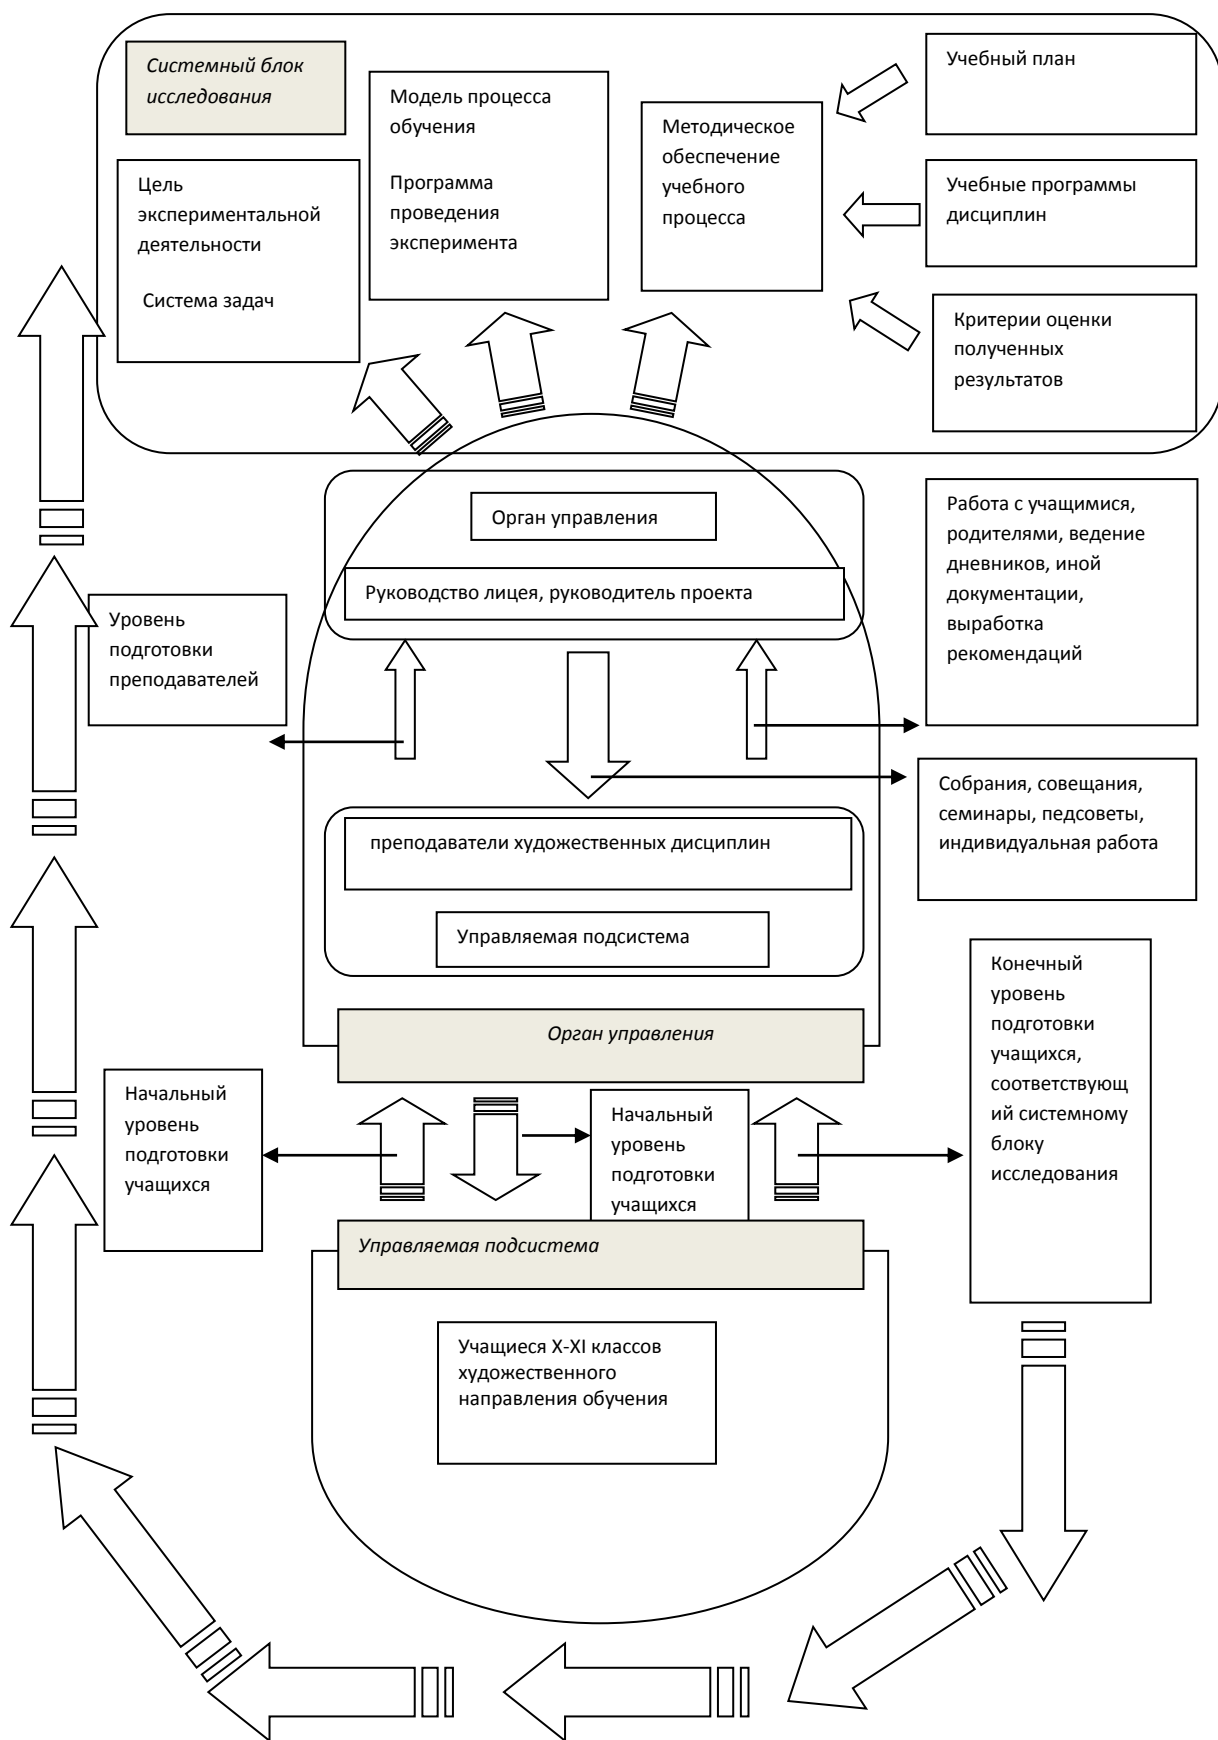 Системный блок
исследования
Цель
экспериментальной
деятельности
Система задач
Модель процесса
обучения
Программа
проведения
эксперимента
Методическое
обеспечение
учебного
процесса
Учебный план
Учебные программы
дисциплин
Критерии оценки
полученных
результатов
Орган управления
Руководство лицея, руководитель проекта
Уровень
подготовки
преподавателей
Работа с учащимися,
родителями, ведение
дневников, иной
документации,
выработка
рекомендаций
Собрания, совещания,
семинары, педсоветы,
индивидуальная работа
преподаватели художественных дисциплин
Управляемая подсистема
Орган управления
Начальный
уровень
подготовки
учащихся
Начальный
уровень
подготовки
учащихся
Конечный
уровень
подготовки
учащихся,
соответствующ
ий системному
блоку
исследования
Управляемая подсистема
Учащиеся X-XI классов
художественного
направления обучения